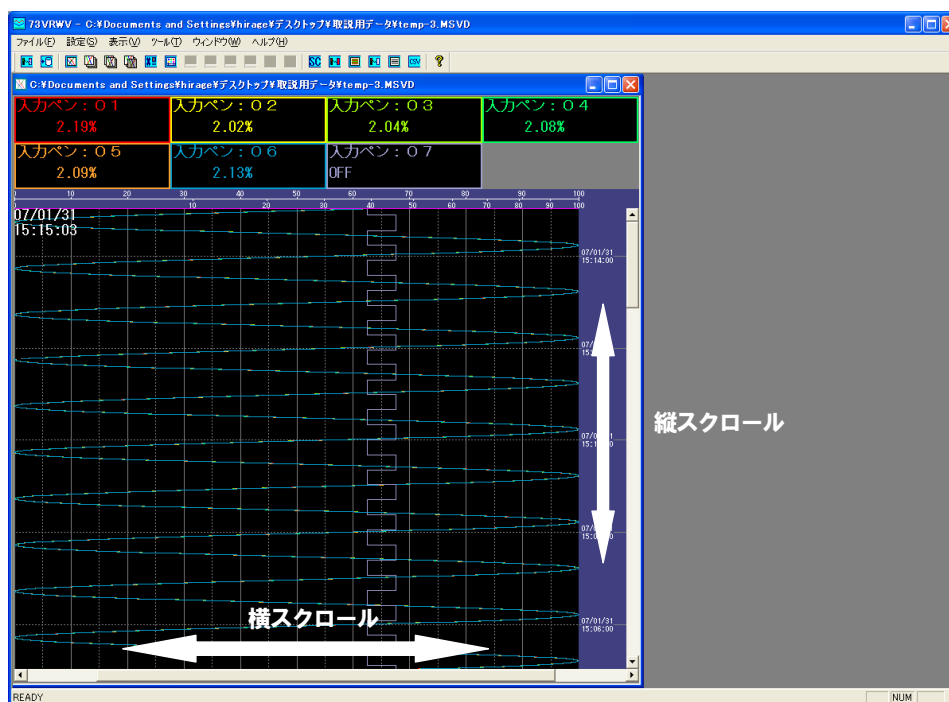 73VRWV - C:¥Documents and Settings¥hirage¥デスクトップ¥取説用データ¥temp-3.MSVD
ファイル(F) 設定(S) 表示(V) ツール(T) ウィンドウ(W) ヘルプ(H)
SC CSV ?
C:¥Documents and Settings¥hirage¥デスクトップ¥取説用データ¥temp-3.MSVD
入力ペン：０１ 入力ペン：０２ 入力ペン：０３ 入力ペン：０４
2.19% 2.02% 2.04% 2.08%
入力ペン：０５ 入力ペン：０６ 入力ペン：０７
2.09% 2.13% OFF
10 20 30 40 50 60 70 80 90 100
10 20 30 40 50 60 70 80 90 100
07/01/31
15:15:03
07/01/31
15:14:00
縦スクロール
横スクロール
07/01/31
15:06:00
READY NUM